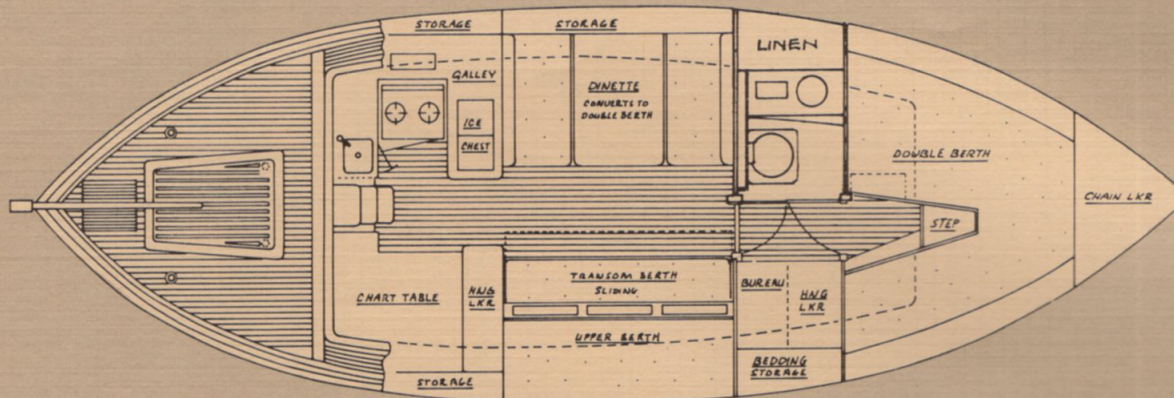 STORAGE
STORAGE
LINEN
GALLEY
DINETTE
CONVERTS TO
DOUBLE BERTH
ICE
CHEST
DOUBLE BERTH
CHAIN LKR
STEP
TRANSOM BERTH
SLIDING
BUREAU
HNG
LKR
CHART TABLE
HNG
LKR
UPPER BERTH
BEDDING
STORAGE
STORAGE